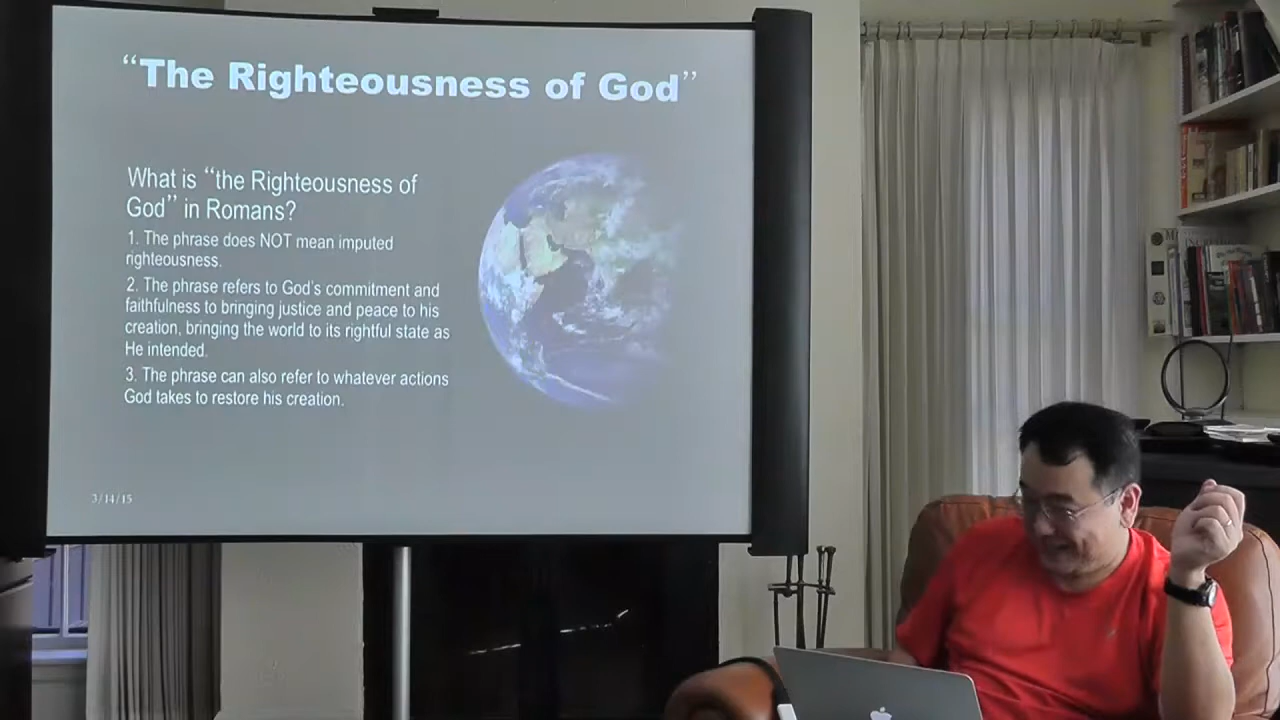 “The Righteousness of God”
What is “the Righteousness of
God” in Romans?
1. The phrase does NOT mean imputed
righteousness.
2. The phrase refers to God's commitment and
faithfulness to bringing justice and peace to his
creation, bringing the world to its rightful state as
He intended.
3. The phrase can also refer to whatever actions
God takes to restore his creation.
3/14/15